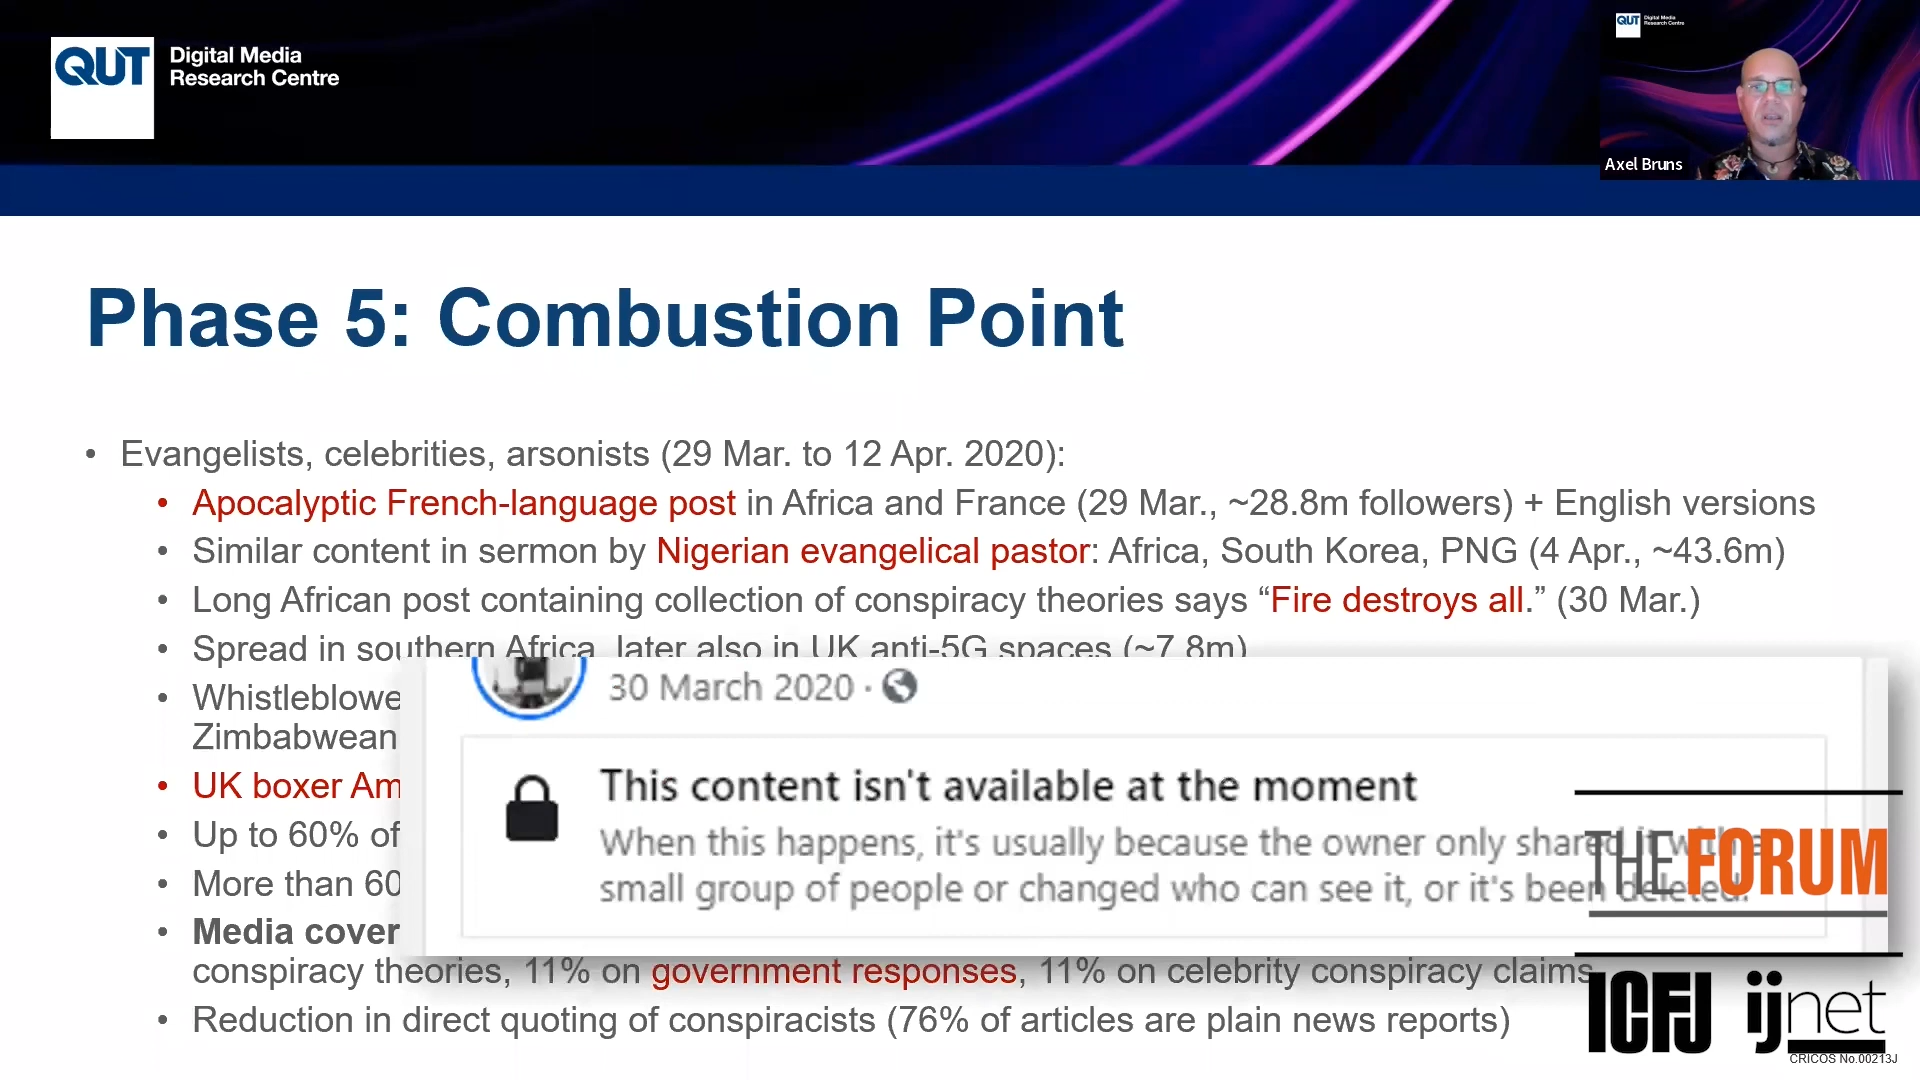 QUT
Digital Media
Research Centre
QUT
Digital Media
Research Centre
Axel Bruns
Phase 5: Combustion Point
• Evangelists, celebrities, arsonists (29 Mar. to 12 Apr. 2020):
• Apocalyptic French-language post in Africa and France (29 Mar., ~28.8m followers) + English versions
• Similar content in sermon by Nigerian evangelical pastor: Africa, South Korea, PNG (4 Apr., ~43.6m)
• Long African post containing collection of conspiracy theories says “Fire destroys all.” (30 Mar.)
• Spread in southern Africa, later also in UK anti-5G spaces (~7.8m)
• Whistleblowe
Zimbabwean
• UK boxer Am
• Up to 60% of
• More than 60
• Media cover
conspiracy theories, 11% on government responses, 11% on celebrity conspiracy claims
• Reduction in direct quoting of conspiracists (76% of articles are plain news reports)
30 March 2020 ·
This content isn't available at the moment
When this happens, it's usually because the owner only shared it with a
small group of people or changed who can see it, or it's been deleted.
THE FORUM
ICFJ ijnet
CRICOS No.00213J